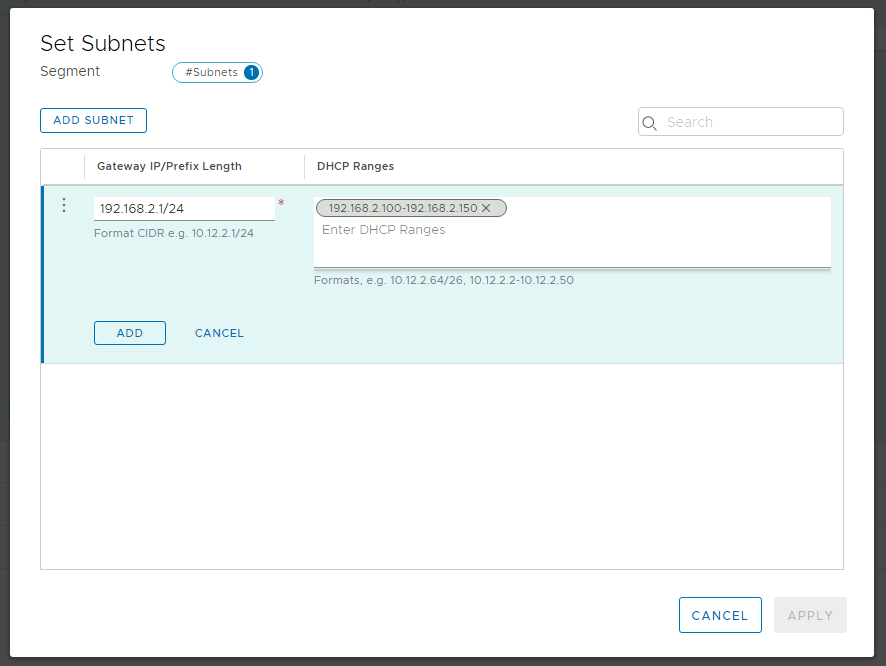 Set Subnets
Segment
#Subnets 1
ADD SUBNET
Search
Gateway IP/Prefix Length
DHCP Ranges
192.168.2.1/24 *
192.168.2.100-192.168.2.150 ✕
Enter DHCP Ranges
Format CIDR e.g. 10.12.2.1/24
Formats, e.g. 10.12.2.64/26, 10.12.2.2-10.12.2.50
ADD
CANCEL
CANCEL
APPLY